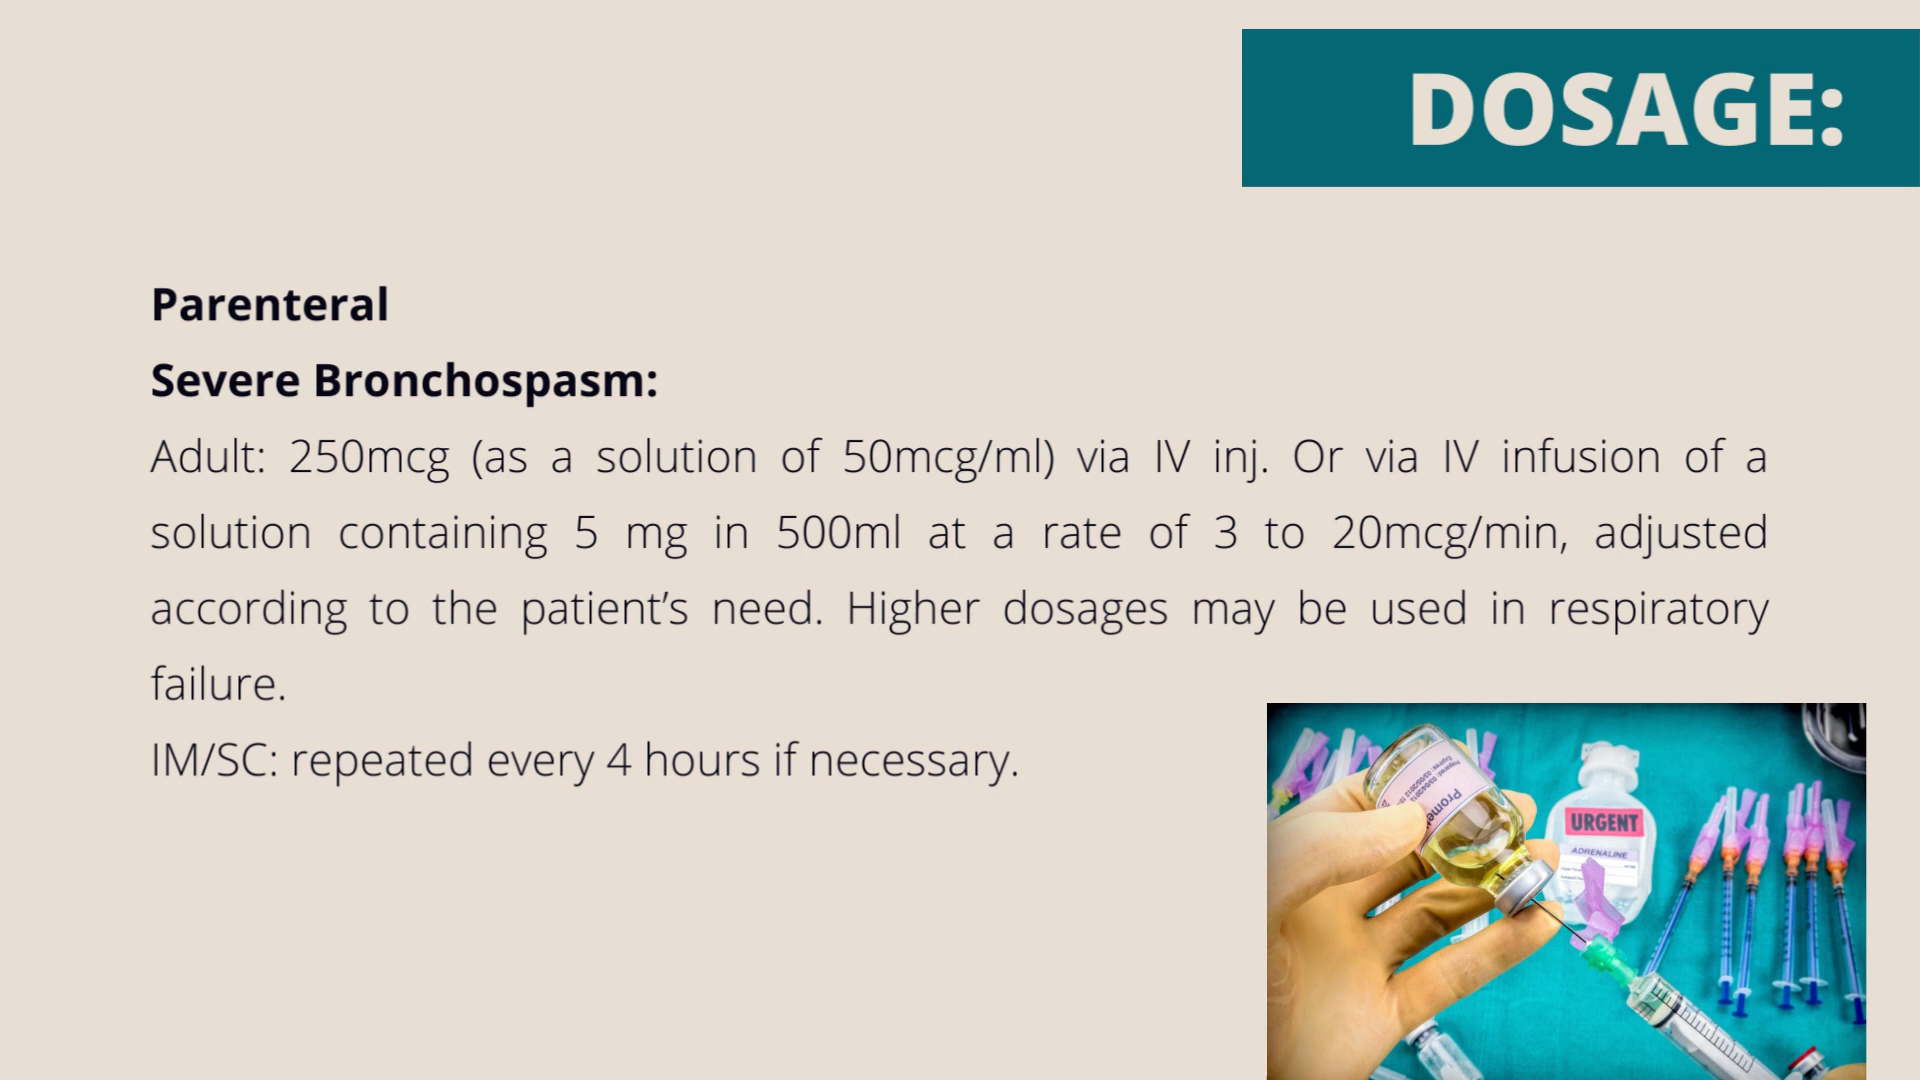 DOSAGE:
Parenteral
Severe Bronchospasm:
Adult: 250mcg (as a solution of 50mcg/ml) via IV inj. Or via IV infusion of a
solution containing 5 mg in 500ml at a rate of 3 to 20mcg/min, adjusted
according to the patient’s need. Higher dosages may be used in respiratory
failure.
IM/SC: repeated every 4 hours if necessary.
URGENT
ADRENALINE